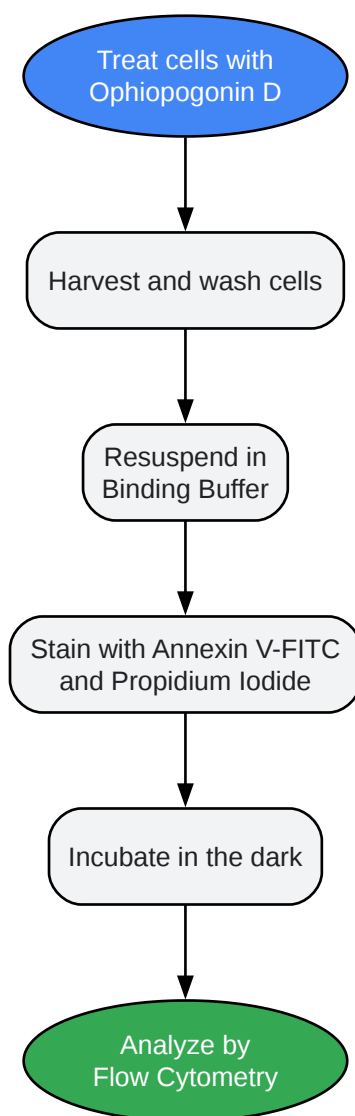 Treat cells with
Ophiopogonin D
Harvest and wash cells
Resuspend in
Binding Buffer
Stain with Annexin V-FITC
and Propidium Iodide
Incubate in the dark
Analyze by
Flow Cytometry